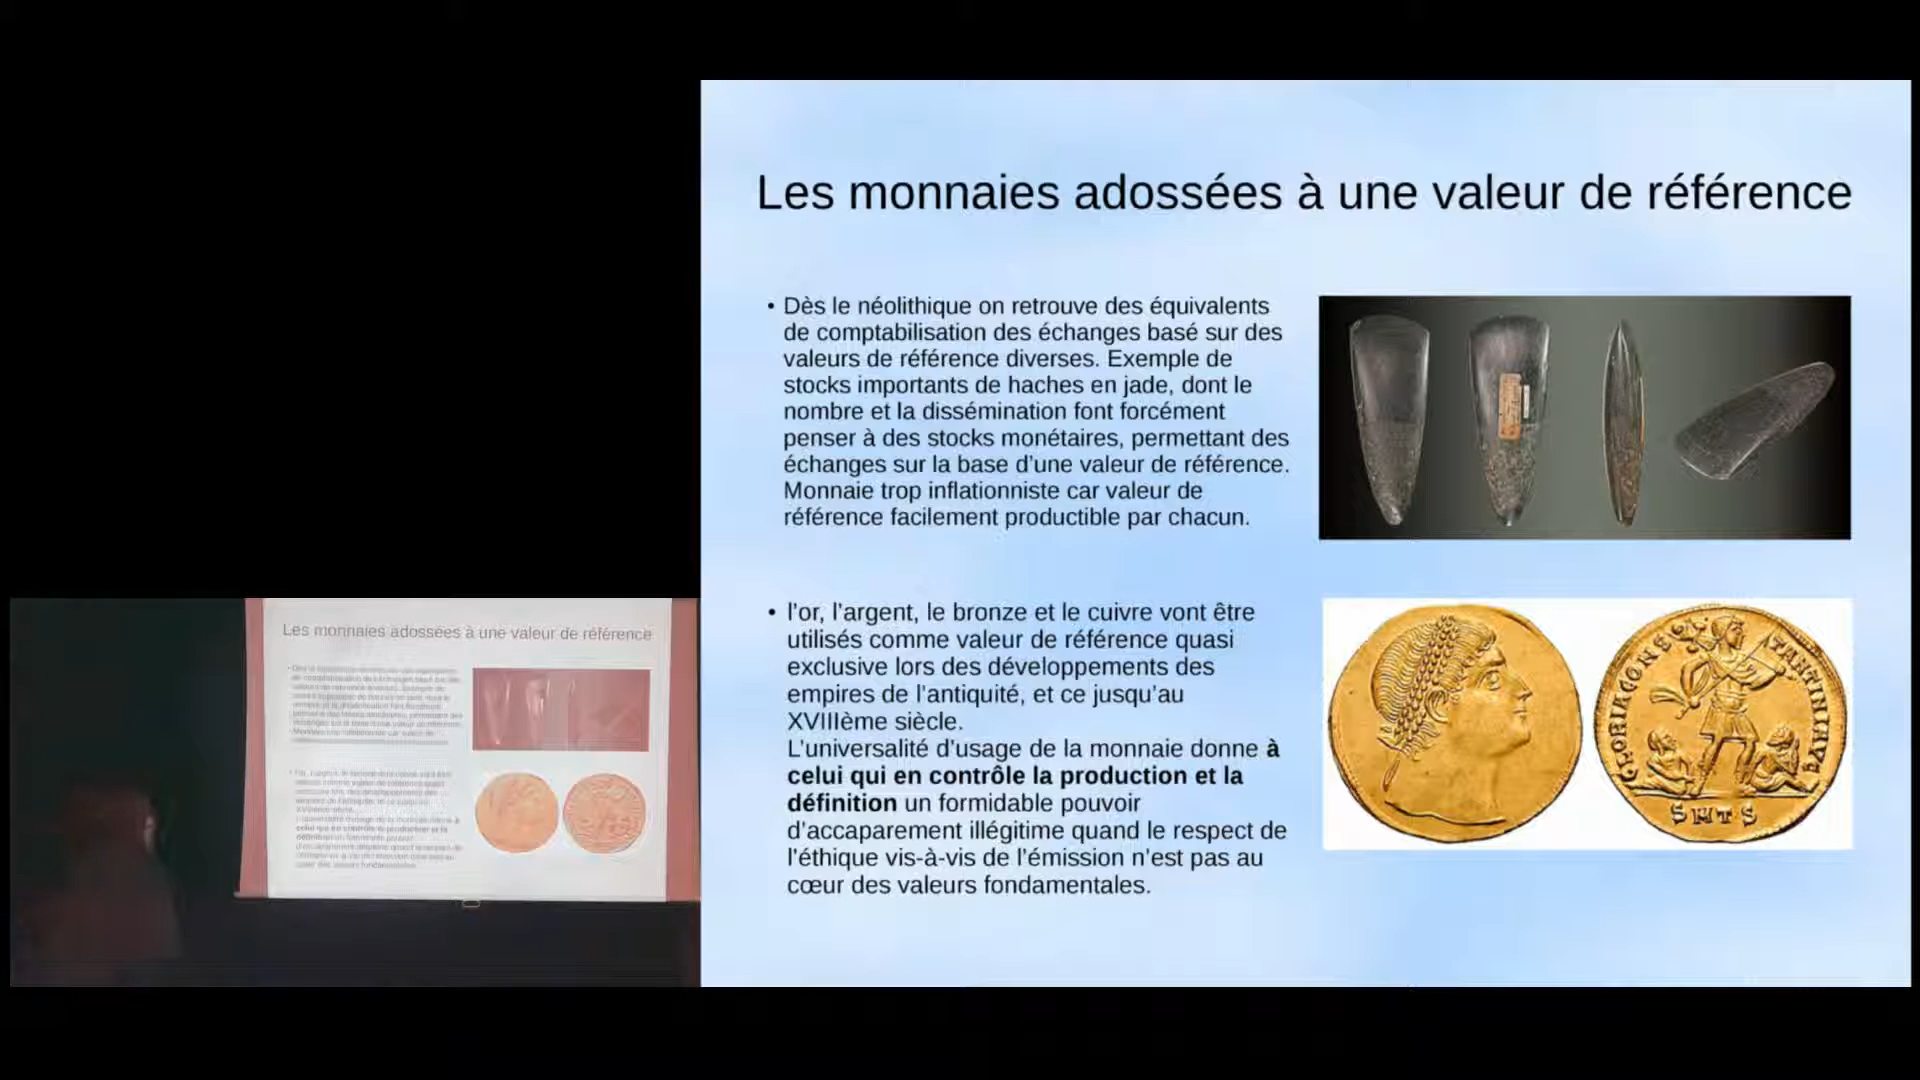 Les monnaies adossées à une valeur de référence
• Dès le néolithique on retrouve des équivalents
de comptabilisation des échanges basé sur des
valeurs de référence diverses. Exemple de
stocks importants de haches en jade, dont le
nombre et la dissémination font forcément
penser à des stocks monétaires, permettant des
échanges sur la base d’une valeur de référence.
Monnaie trop inflationniste car valeur de
référence facilement productible par chacun.
• l’or, l’argent, le bronze et le cuivre vont être
utilisés comme valeur de référence quasi
exclusive lors des développements des
empires de l’antiquité, et ce jusqu’au
XVIIIème siècle.
L’universalité d’usage de la monnaie donne à
celui qui en contrôle la production et la
définition un formidable pouvoir
d’accaparement illégitime quand le respect de
l’éthique vis-à-vis de l’émission n’est pas au
cœur des valeurs fondamentales.
GLORIA CONSTANTINI AVG
SMTS
Les monnaies adossées à une valeur de référence